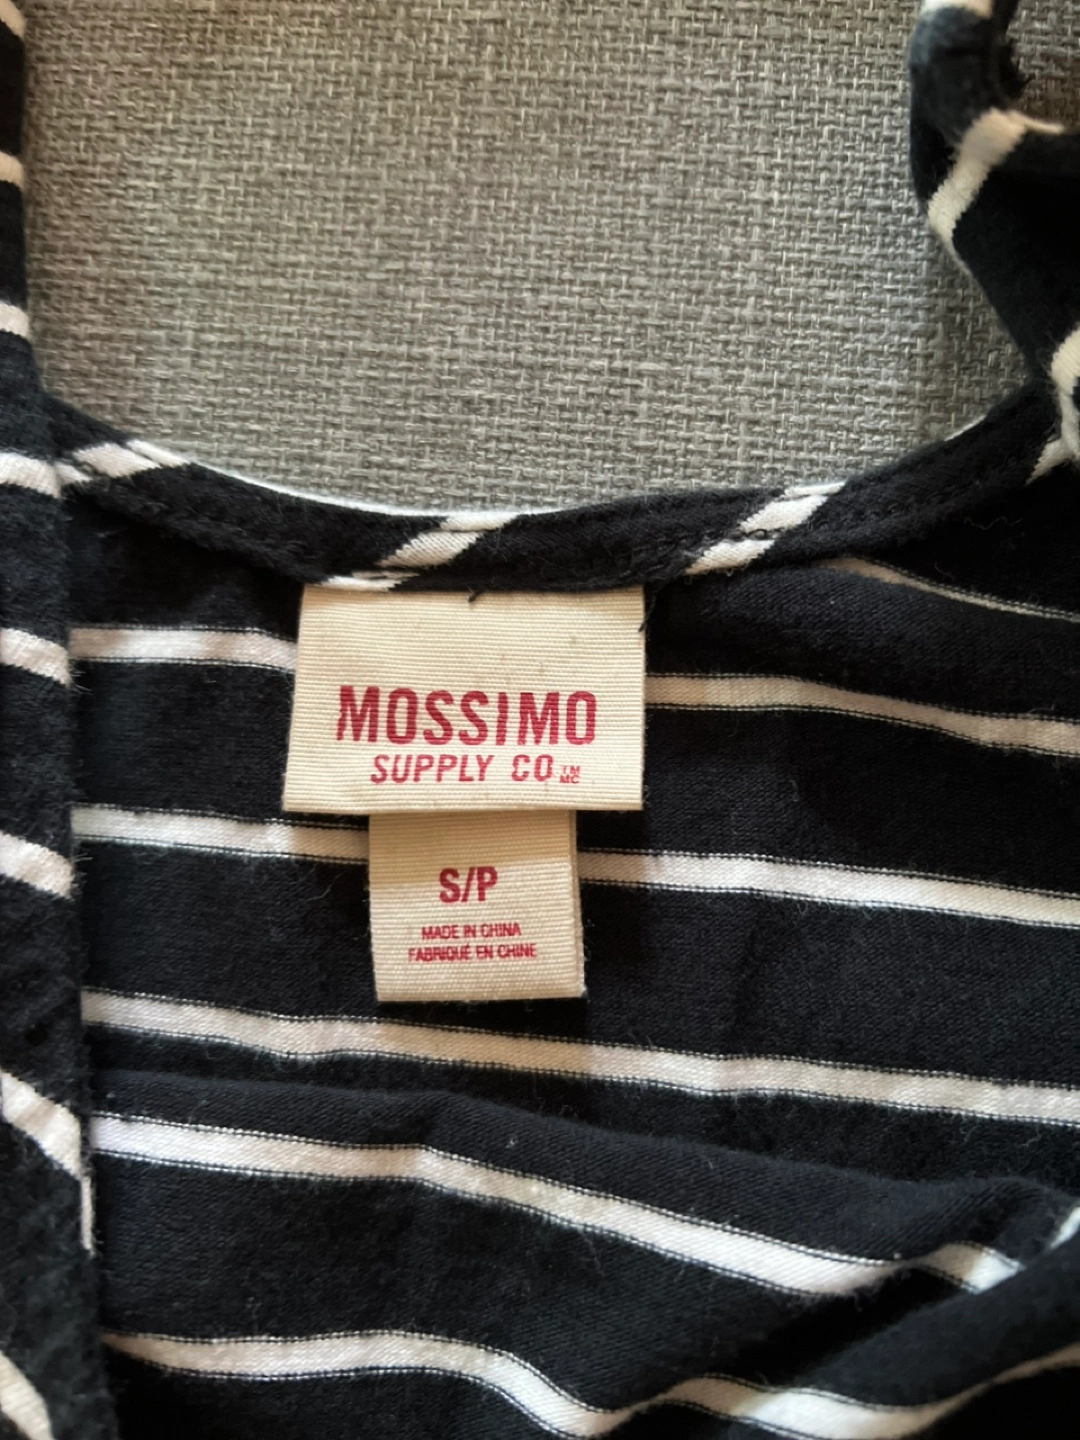 MOSSIMO
SUPPLY CO TM MC
S/P
MADE IN CHINA
FABRIQUÉ EN CHINE